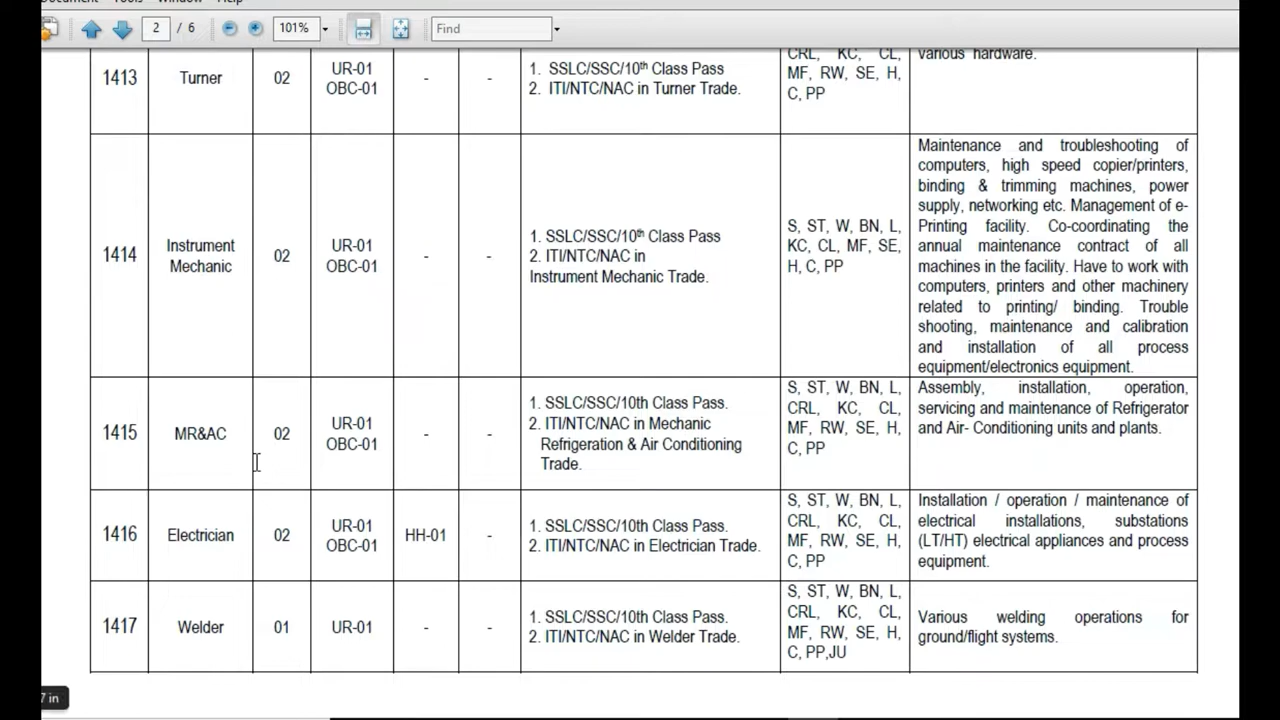 Document Tools Window Help
2 / 6 101% Find
1413
Turner
02
UR-01
OBC-01
-
-
1. SSLC/SSC/10th Class Pass
2. ITI/NTC/NAC in Turner Trade.
CRL, KC, CL,
MF, RW, SE, H,
C, PP
various hardware.
1414
Instrument
Mechanic
02
UR-01
OBC-01
-
-
1. SSLC/SSC/10th Class Pass
2. ITI/NTC/NAC in
Instrument Mechanic Trade.
S, ST, W, BN, L,
KC, CL, MF, SE,
H, C, PP
Maintenance and troubleshooting of
computers, high speed copier/printers,
binding & trimming machines, power
supply, networking etc. Management of e-
Printing facility. Co-coordinating the
annual maintenance contract of all
machines in the facility. Have to work with
computers, printers and other machinery
related to printing/ binding. Trouble
shooting, maintenance and calibration
and installation of all process
equipment/electronics equipment.
1415
MR&AC
02
UR-01
OBC-01
-
-
1. SSLC/SSC/10th Class Pass.
2. ITI/NTC/NAC in Mechanic
Refrigeration & Air Conditioning
Trade.
S, ST, W, BN, L,
CRL, KC, CL,
MF, RW, SE, H,
C, PP
Assembly, installation, operation,
servicing and maintenance of Refrigerator
and Air- Conditioning units and plants.
1416
Electrician
02
UR-01
OBC-01
HH-01
-
1. SSLC/SSC/10th Class Pass.
2. ITI/NTC/NAC in Electrician Trade.
S, ST, W, BN, L,
CRL, KC, CL,
MF, RW, SE, H,
C, PP
Installation / operation / maintenance of
electrical installations, substations
(LT/HT) electrical appliances and process
equipment.
1417
Welder
01
UR-01
-
-
1. SSLC/SSC/10th Class Pass.
2. ITI/NTC/NAC in Welder Trade.
S, ST, W, BN, L,
CRL, KC, CL,
MF, RW, SE, H,
C, PP,JU
Various welding operations for
ground/flight systems.
7 in